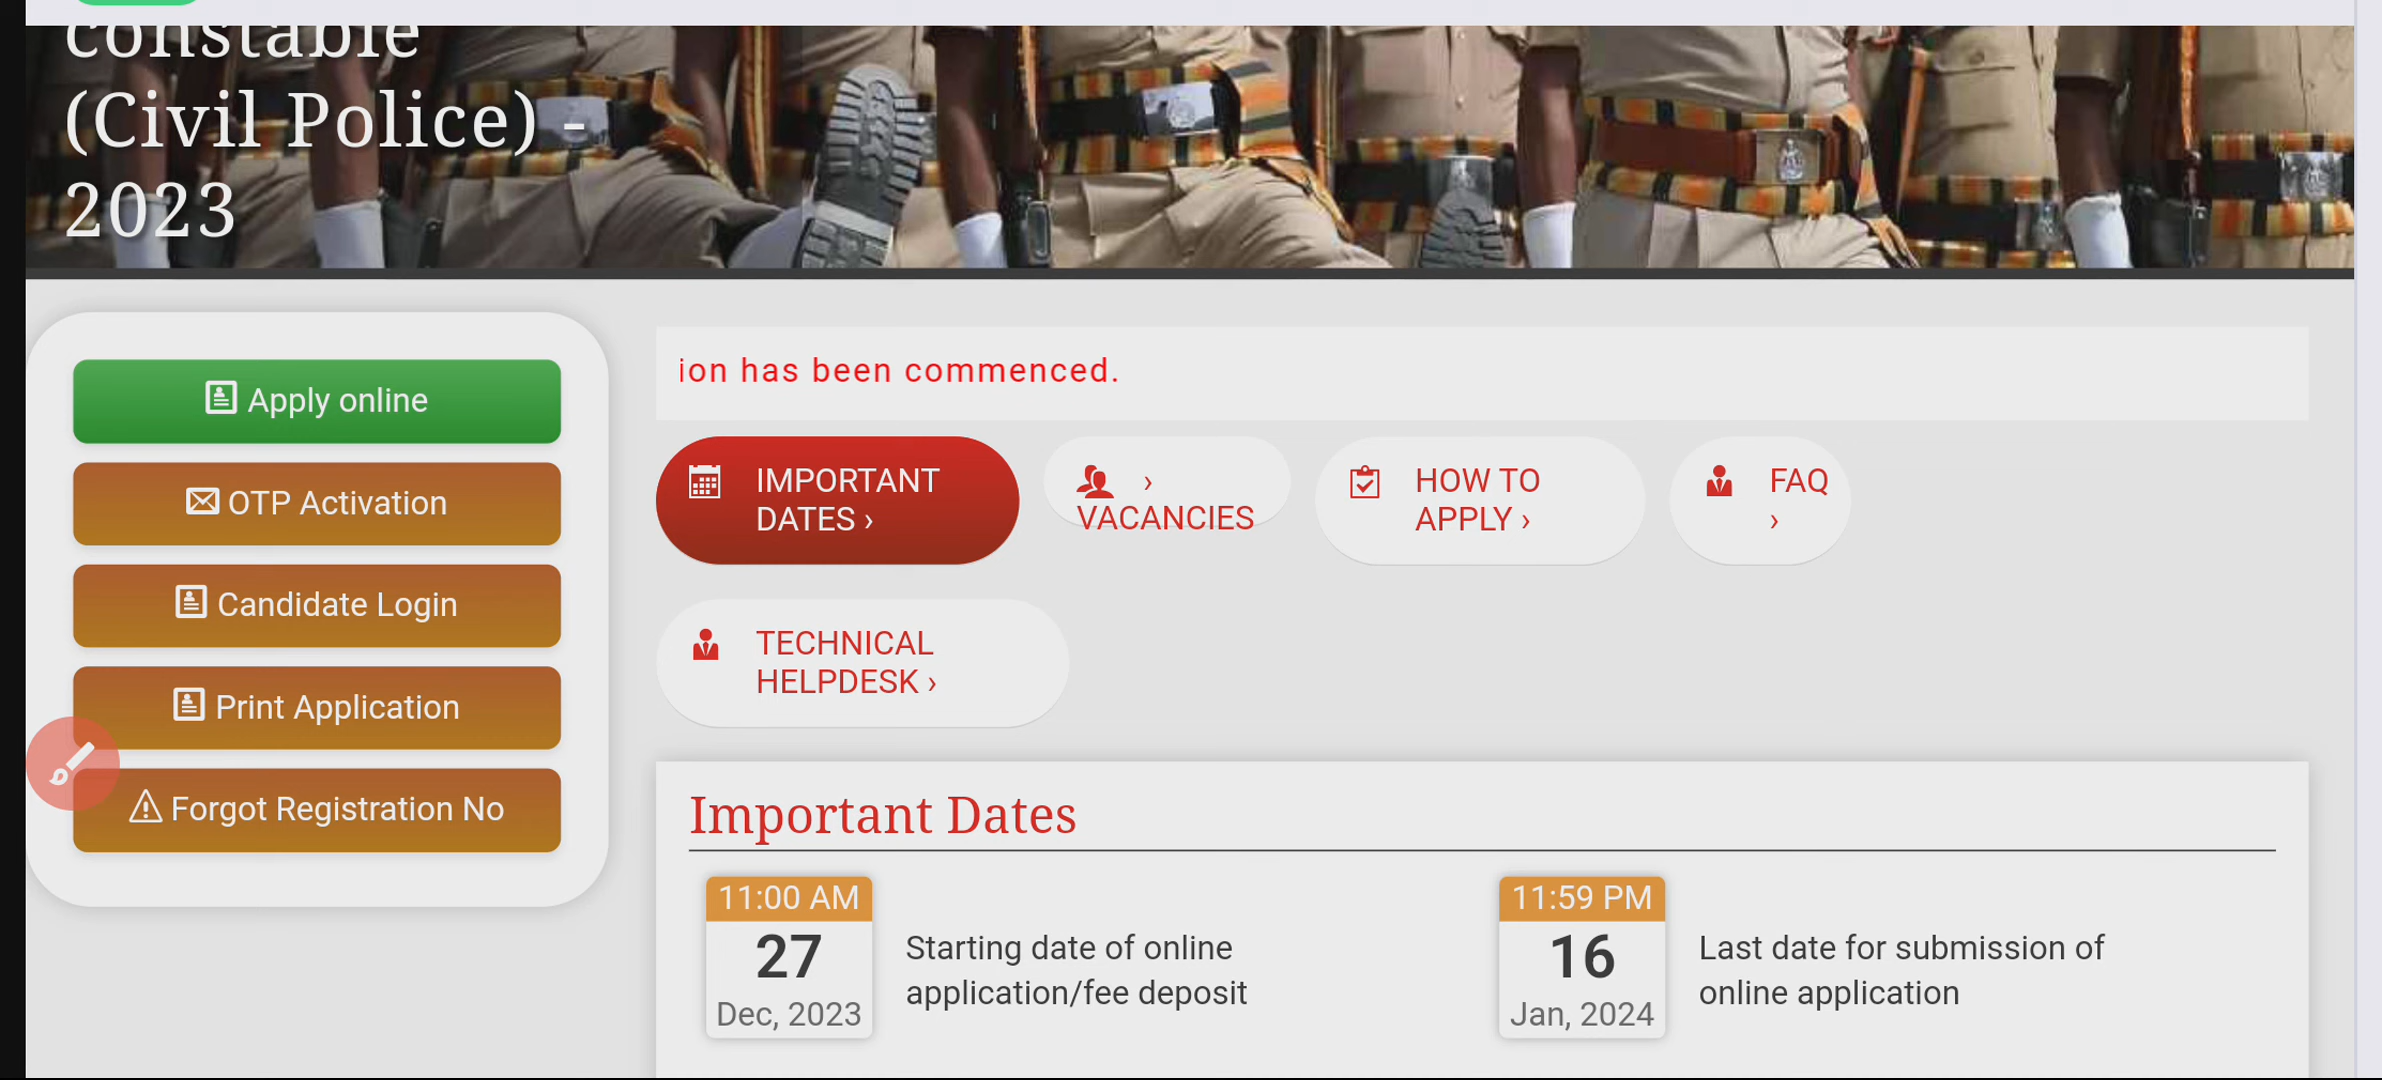 constable
(Civil Police) -
2023
Apply online
OTP Activation
Candidate Login
Print Application
Forgot Registration No
ion has been commenced.
IMPORTANT
DATES ›
›
VACANCIES
HOW TO
APPLY ›
FAQ
›
TECHNICAL
HELPDESK ›
Important Dates
11:00 AM
27
Dec, 2023
Starting date of online
application/fee deposit
11:59 PM
16
Jan, 2024
Last date for submission of
online application